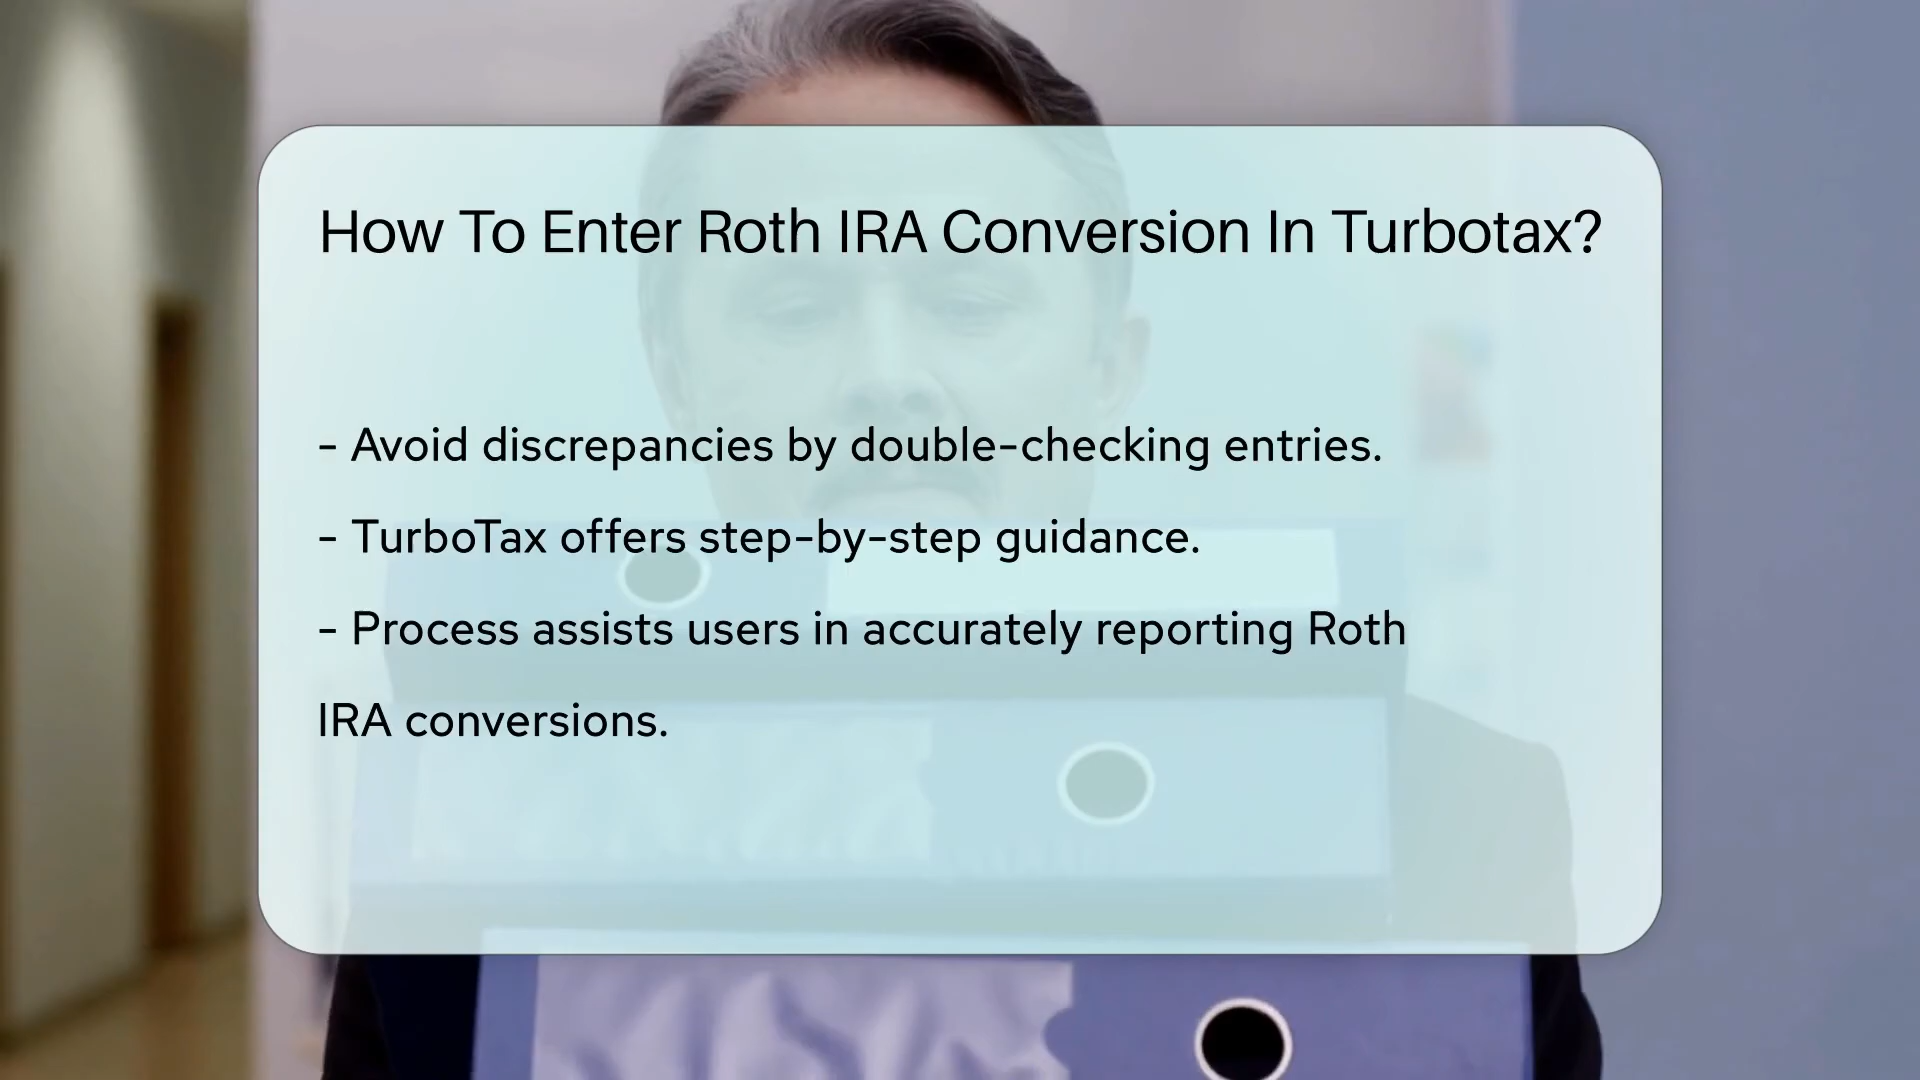 How To Enter Roth IRA Conversion In Turbotax?
- Avoid discrepancies by double-checking entries.
- TurboTax offers step-by-step guidance.
- Process assists users in accurately reporting Roth
IRA conversions.